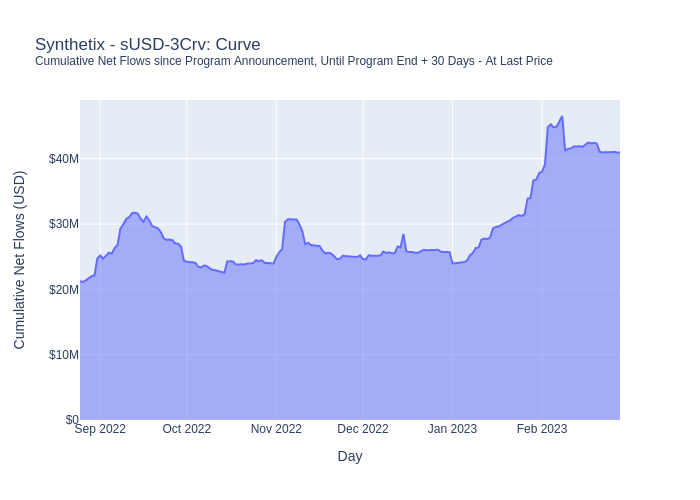 Synthetix - sUSD-3Crv: Curve
Cumulative Net Flows since Program Announcement, Until Program End + 30 Days - At Last Price
Cumulative Net Flows (USD)
$40M
$30M
$20M
$10M
$0
Sep 2022
Oct 2022
Nov 2022
Dec 2022
Jan 2023
Feb 2023
Day